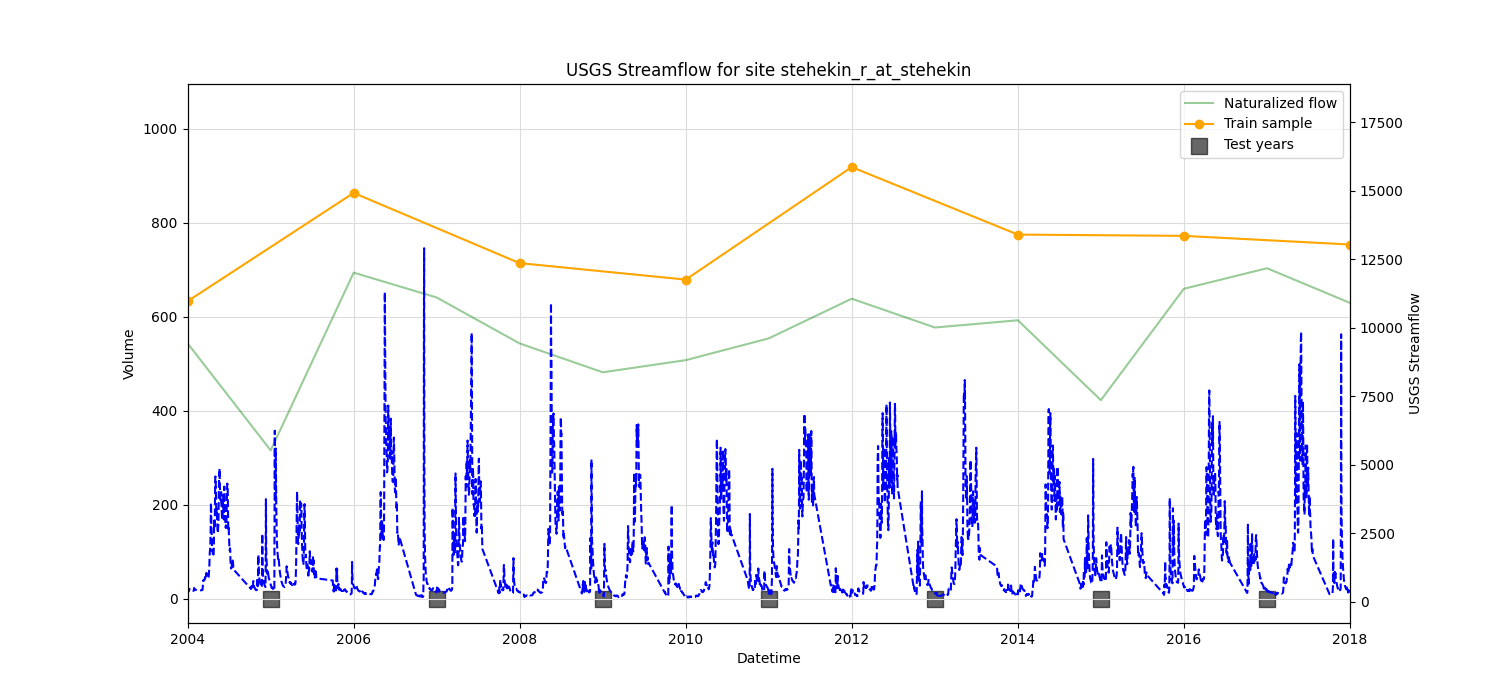 USGS Streamflow for site stehekin_r_at_stehekin
Naturalized flow
Train sample
Test years
1000
800
600
400
200
0
Volume
17500
15000
12500
10000
7500
5000
2500
0
USGS Streamflow
2004 2006 2008 2010 2012 2014 2016 2018
Datetime